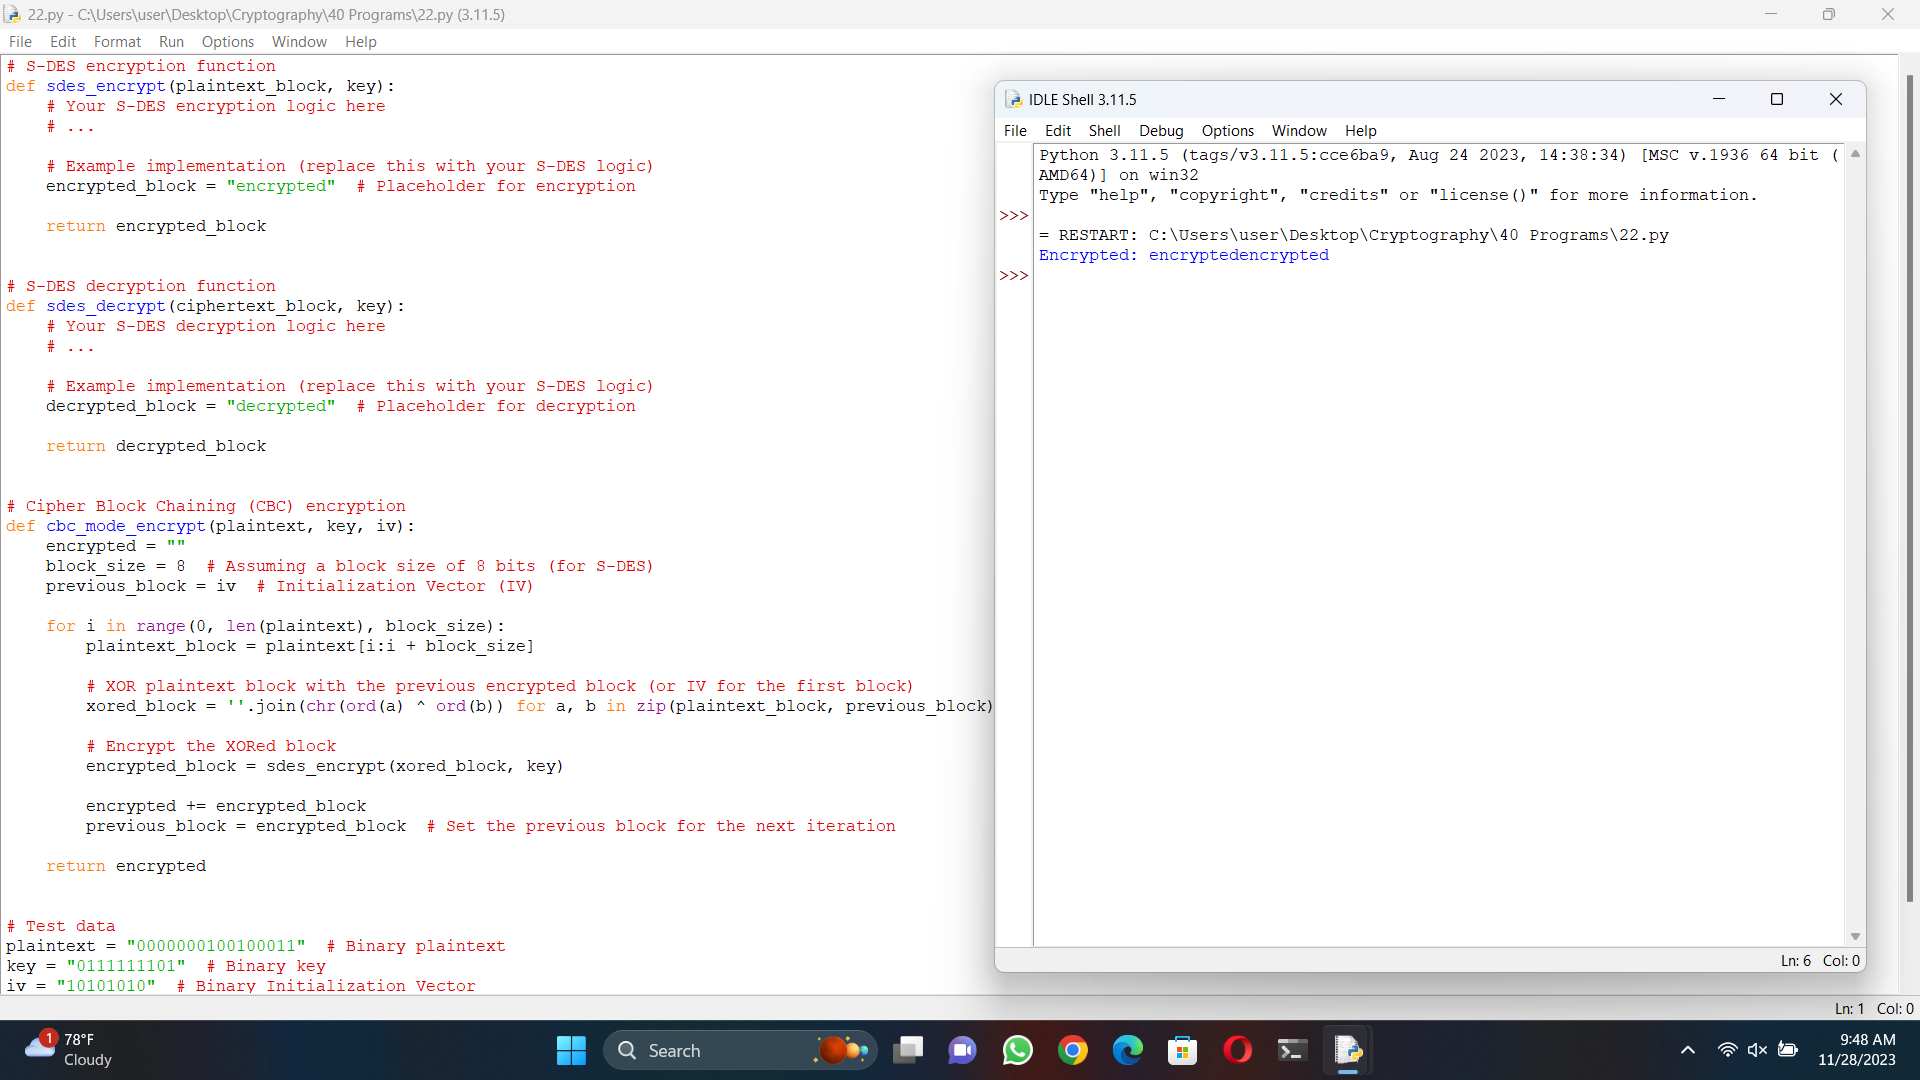 22.py - C:\Users\user\Desktop\Cryptography\40 Programs\22.py (3.11.5)
File Edit Format Run Options Window Help
# S-DES encryption function
def sdes_encrypt(plaintext_block, key):
    # Your S-DES encryption logic here
    # ...
    # Example implementation (replace this with your S-DES logic)
    encrypted_block = "encrypted"  # Placeholder for encryption
    return encrypted_block
# S-DES decryption function
def sdes_decrypt(ciphertext_block, key):
    # Your S-DES decryption logic here
    # ...
    # Example implementation (replace this with your S-DES logic)
    decrypted_block = "decrypted"  # Placeholder for decryption
    return decrypted_block
# Cipher Block Chaining (CBC) encryption
def cbc_mode_encrypt(plaintext, key, iv):
    encrypted = ""
    block_size = 8  # Assuming a block size of 8 bits (for S-DES)
    previous_block = iv  # Initialization Vector (IV)
    for i in range(0, len(plaintext), block_size):
        plaintext_block = plaintext[i:i + block_size]
        # XOR plaintext block with the previous encrypted block (or IV for the first block)
        xored_block = ''.join(chr(ord(a) ^ ord(b)) for a, b in zip(plaintext_block, previous_block)
        # Encrypt the XORed block
        encrypted_block = sdes_encrypt(xored_block, key)
        encrypted += encrypted_block
        previous_block = encrypted_block  # Set the previous block for the next iteration
    return encrypted
# Test data
plaintext = "0000000100100011"  # Binary plaintext
key = "0111111101"  # Binary key
iv = "10101010"  # Binary Initialization Vector
Ln: 1 Col: 0
IDLE Shell 3.11.5
File Edit Shell Debug Options Window Help
Python 3.11.5 (tags/v3.11.5:cce6ba9, Aug 24 2023, 14:38:34) [MSC v.1936 64 bit (
AMD64)] on win32
Type "help", "copyright", "credits" or "license()" for more information.
>>>
= RESTART: C:\Users\user\Desktop\Cryptography\40 Programs\22.py
Encrypted: encryptedencrypted
>>>
Ln: 6 Col: 0
1
78°F
Cloudy
Search
9:48 AM
11/28/2023